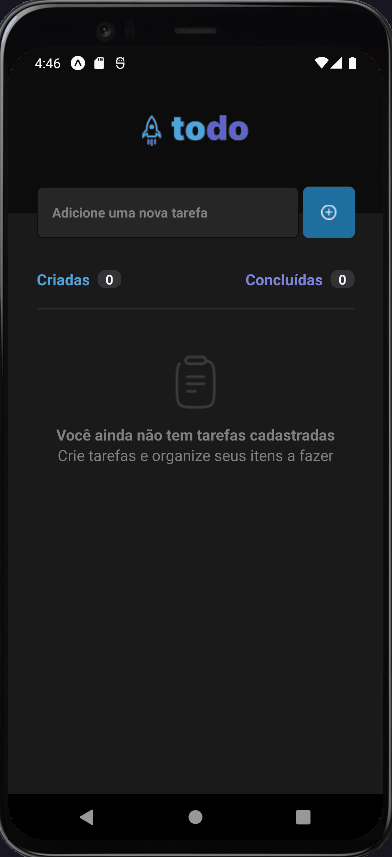 4:46
todo
Adicione uma nova tarefa
Criadas 0 Concluídas 0
Você ainda não tem tarefas cadastradas
Crie tarefas e organize seus itens a fazer